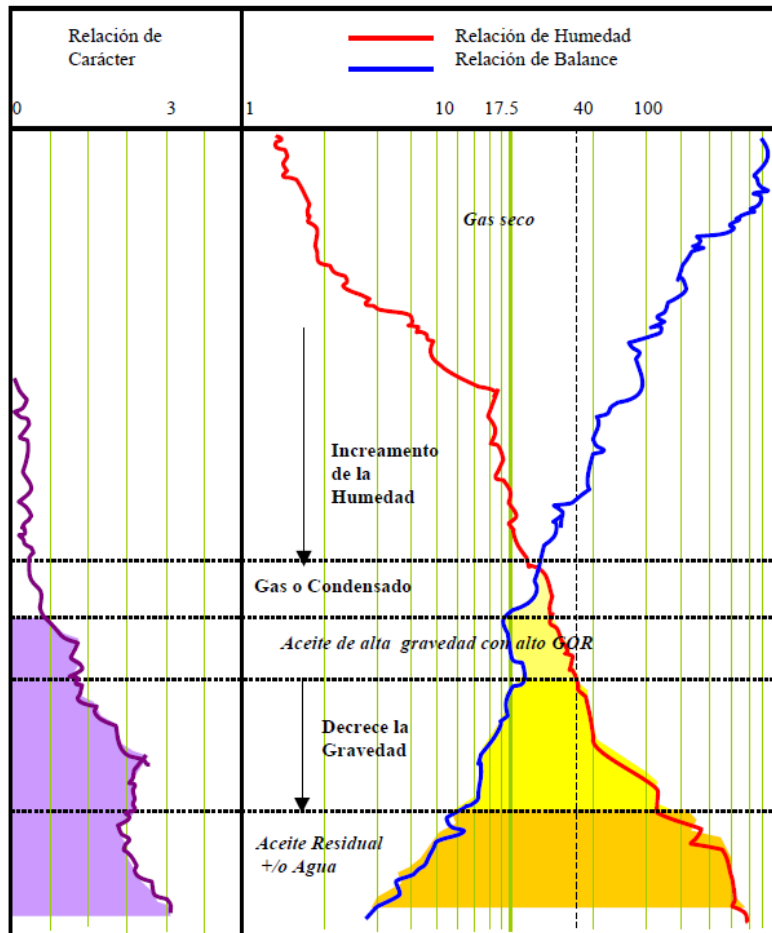 Relación de
Carácter
Relación de Humedad
Relación de Balance
0 3 1 10 17.5 40 100
Gas seco
Increamento
de la
Humedad
Gas o Condensado
Aceite de alta gravedad con alto GOR
Decrece la
Gravedad
Aceite Residual
+/o Agua